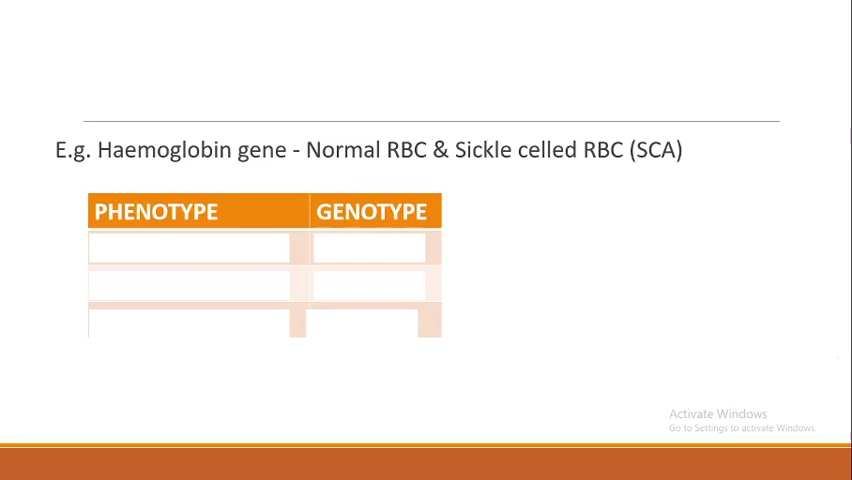 E.g. Haemoglobin gene - Normal RBC & Sickle celled RBC (SCA)
PHENOTYPE GENOTYPE
Activate Windows
Go to Settings to activate Windows.